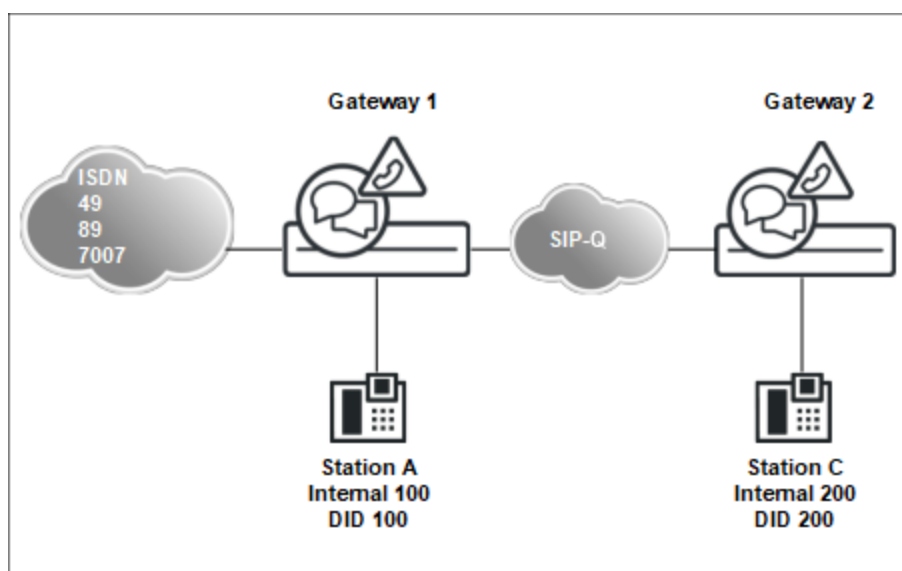 Gateway 1
Gateway 2
ISDN
49
89
7007
SIP-Q
Station A
Internal 100
DID 100
Station C
Internal 200
DID 200